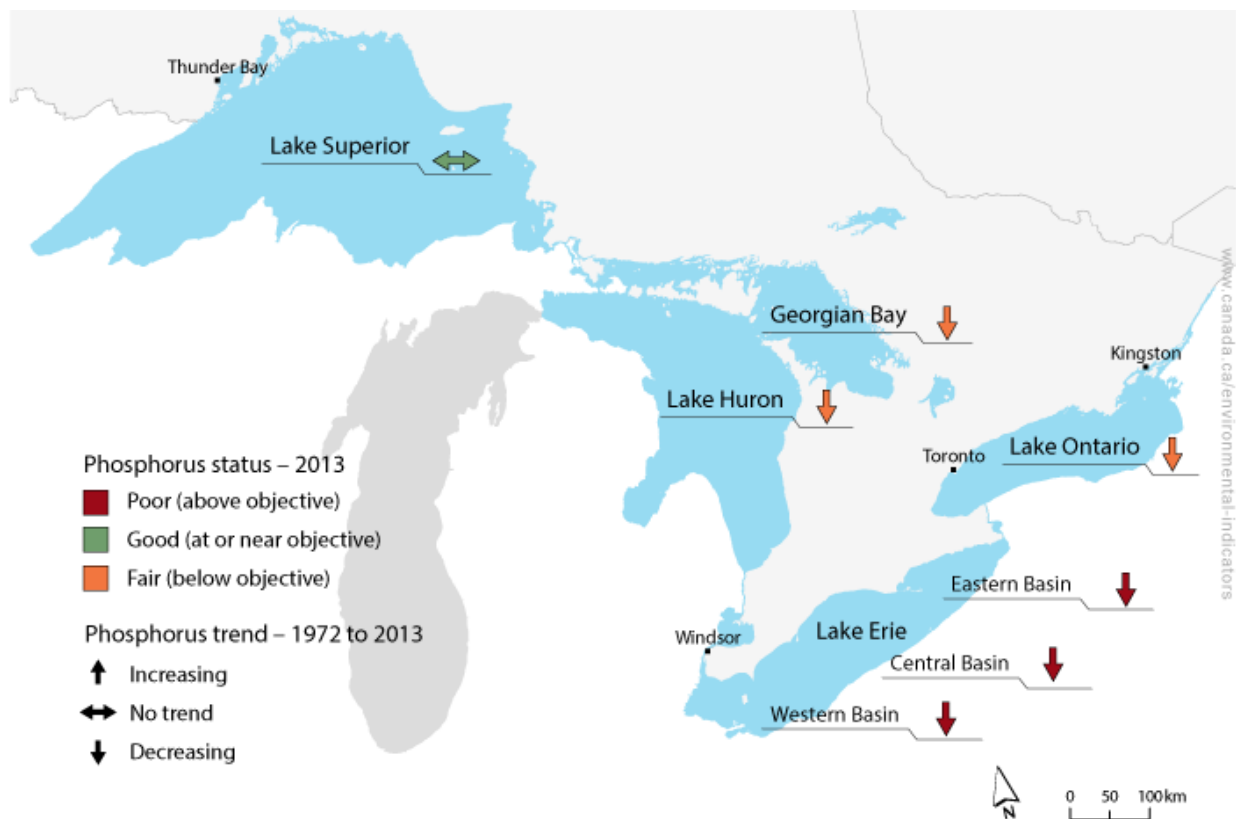 Thunder Bay
Lake Superior
Georgian Bay
Kingston
Lake Huron
Lake Ontario
Toronto
Phosphorus status – 2013
Poor (above objective)
Good (at or near objective)
Fair (below objective)
Eastern Basin
Phosphorus trend – 1972 to 2013
Windsor
Lake Erie
Increasing
Central Basin
No trend
Western Basin
Decreasing
N
0 50 100km
www.canada.ca/environmental-indicators